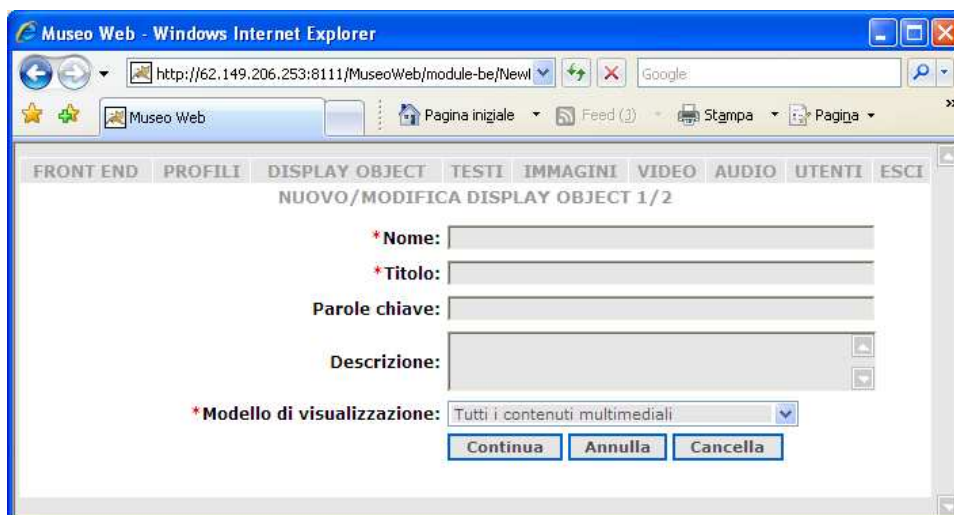 Museo Web - Windows Internet Explorer
http://62.149.206.253:8111/MuseoWeb/module-be/Newl
Google
Museo Web
Pagina iniziale
Feed (J)
Stampa
Pagina
»
FRONT END PROFILI DISPLAY OBJECT TESTI IMMAGINI VIDEO AUDIO UTENTI ESCI
NUOVO/MODIFICA DISPLAY OBJECT 1/2
*Nome:
*Titolo:
Parole chiave:
Descrizione:
*Modello di visualizzazione: Tutti i contenuti multimediali
Continua Annulla Cancella